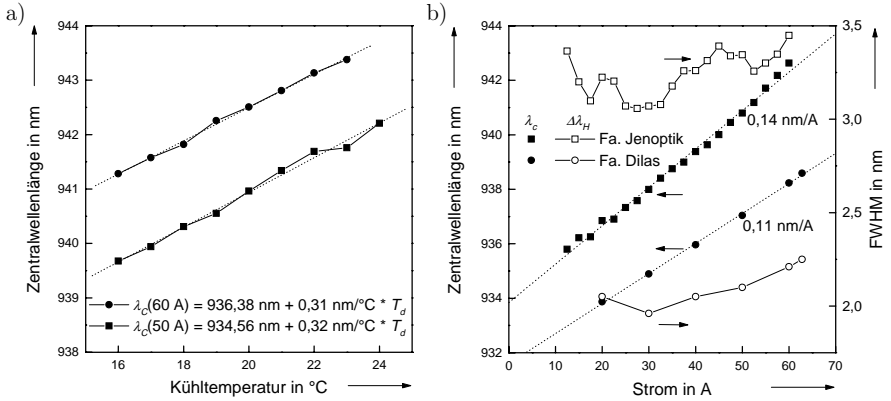 a)
944
943
942
941
940
939
938
Zentralwellenlänge in nm
λc(60 A) = 936,38 nm + 0,31 nm/°C * Td
λc(50 A) = 934,56 nm + 0,32 nm/°C * Td
16 18 20 22 24
Kühltemperatur in °C
b)
944
942
940
938
936
934
932
Zentralwellenlänge in nm
λc ΔλH
Fa. Jenoptik
Fa. Dilas
0,14 nm/A
0,11 nm/A
3,5
3,0
2,5
2,0
FWHM in nm
0 10 20 30 40 50 60 70
Strom in A